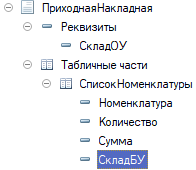 ПриходнаяНакладная
Реквизиты
СкладОУ
Табличные части
СписокНоменклатуры
Номенклатура
Количество
Сумма
СкладБУ